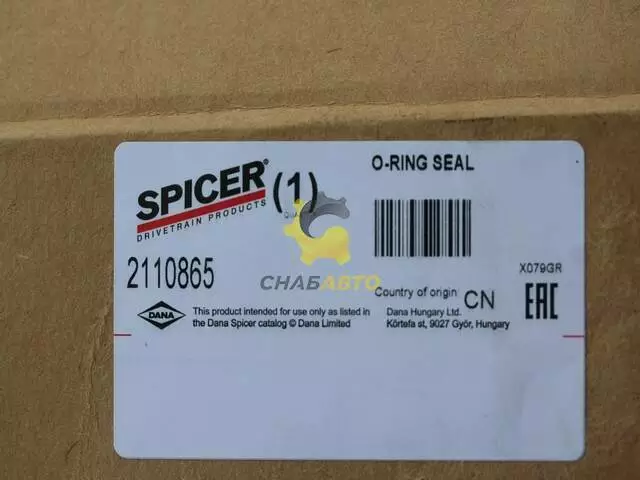 SPICER®
DRIVETRAIN PRODUCTS
(1)
O-RING SEAL
2110865
СНАБАВТО
X079GR
Country of origin CN
DANA
This product intended for use only as listed in
the Dana Spicer catalog © Dana Limited
Dana Hungary Ltd.
Körtefa st, 9027 Györ, Hungary
EAC